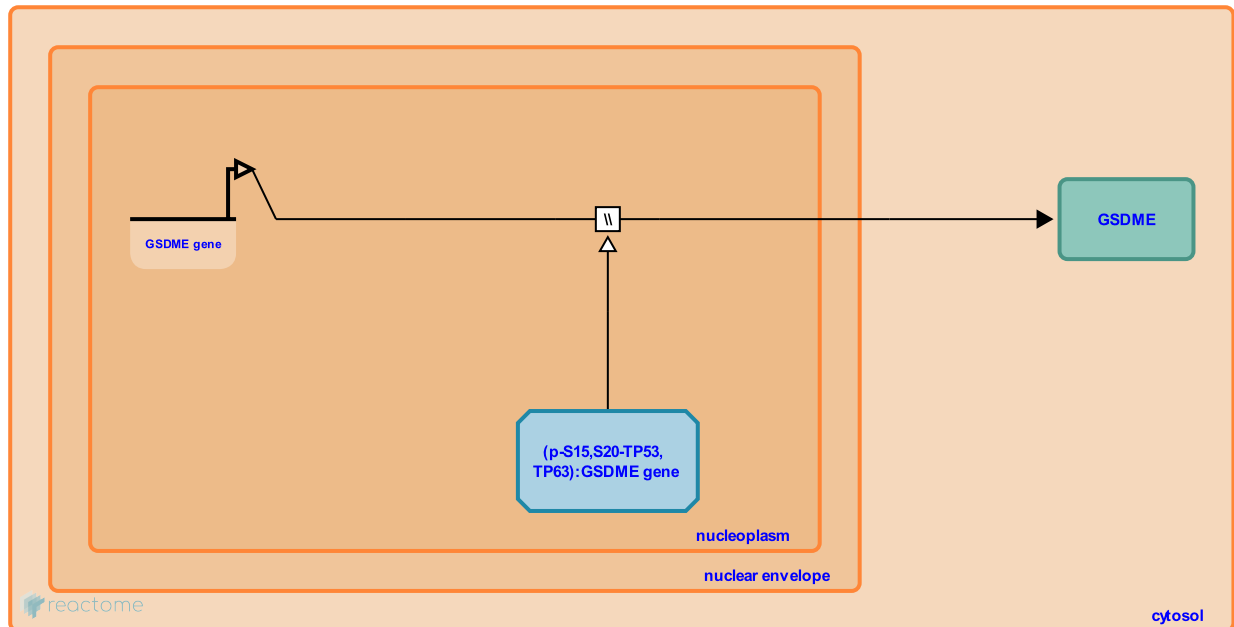 GSDME gene
\\
GSDME
(p-S15,S20-TP53,
TP63):GSDME gene
nucleoplasm
nuclear envelope
reactome
cytosol